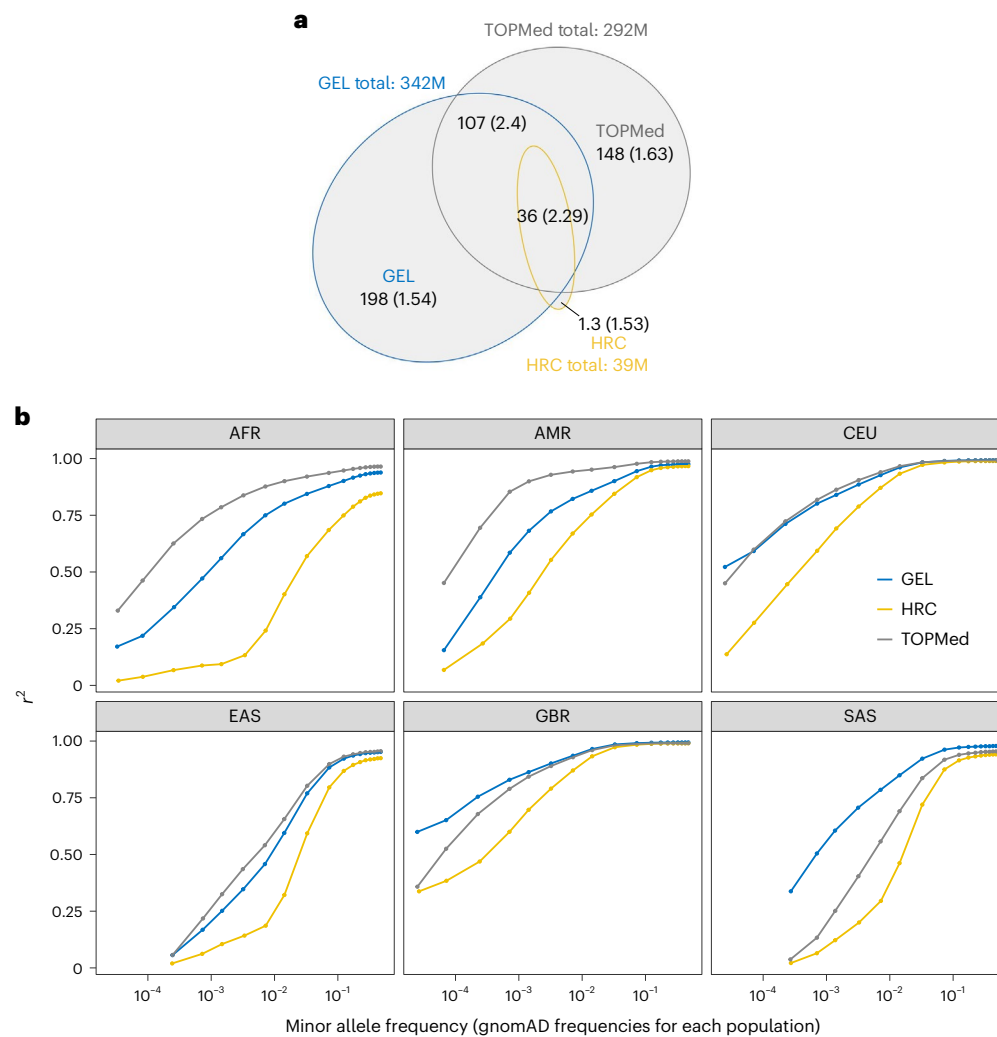 a
TOPMed total: 292M
GEL total: 342M
107 (2.4)
TOPMed
148 (1.63)
36 (2.29)
GEL
198 (1.54)
1.3 (1.53)
HRC
HRC total: 39M
b
AFR AMR CEU
1.00
0.75
0.50
0.25
0
GEL
HRC
TOPMed
r²
EAS GBR SAS
1.00
0.75
0.50
0.25
0
10⁻⁴ 10⁻³ 10⁻² 10⁻¹ 10⁻⁴ 10⁻³ 10⁻² 10⁻¹ 10⁻⁴ 10⁻³ 10⁻² 10⁻¹
Minor allele frequency (gnomAD frequencies for each population)